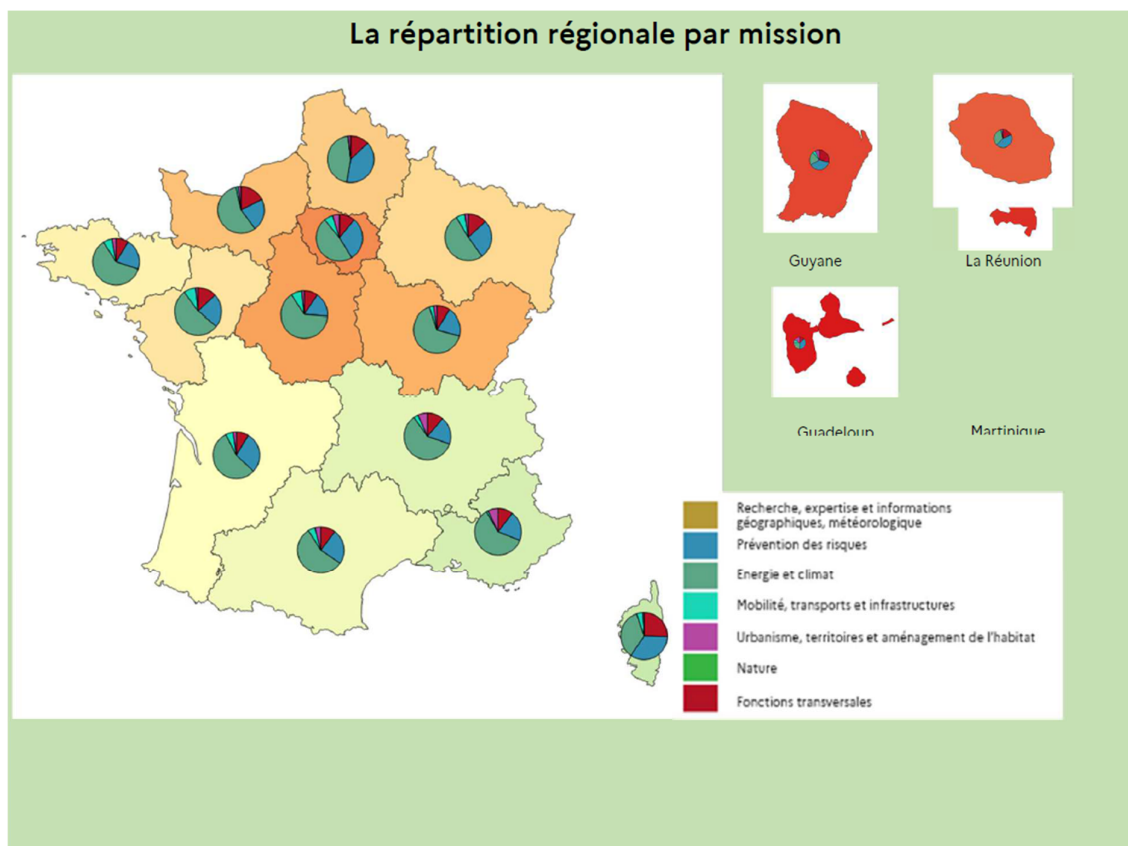 La répartition régionale par mission
Guyane
La Réunion
Guadeloup
Martinique
Recherche, expertise et informations
géographiques, météorologique
Prévention des risques
Energie et climat
Mobilité, transports et infrastructures
Urbanisme, territoires et aménagement de l'habitat
Nature
Fonctions transversales